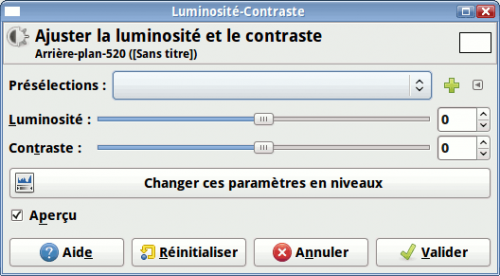 Luminosité-Contraste
Ajuster la luminosité et le contraste
Arrière-plan-520 ([Sans titre])
Présélections :
Luminosité : 0
Contraste : 0
Changer ces paramètres en niveaux
Aperçu
Aide Réinitialiser Annuler Valider